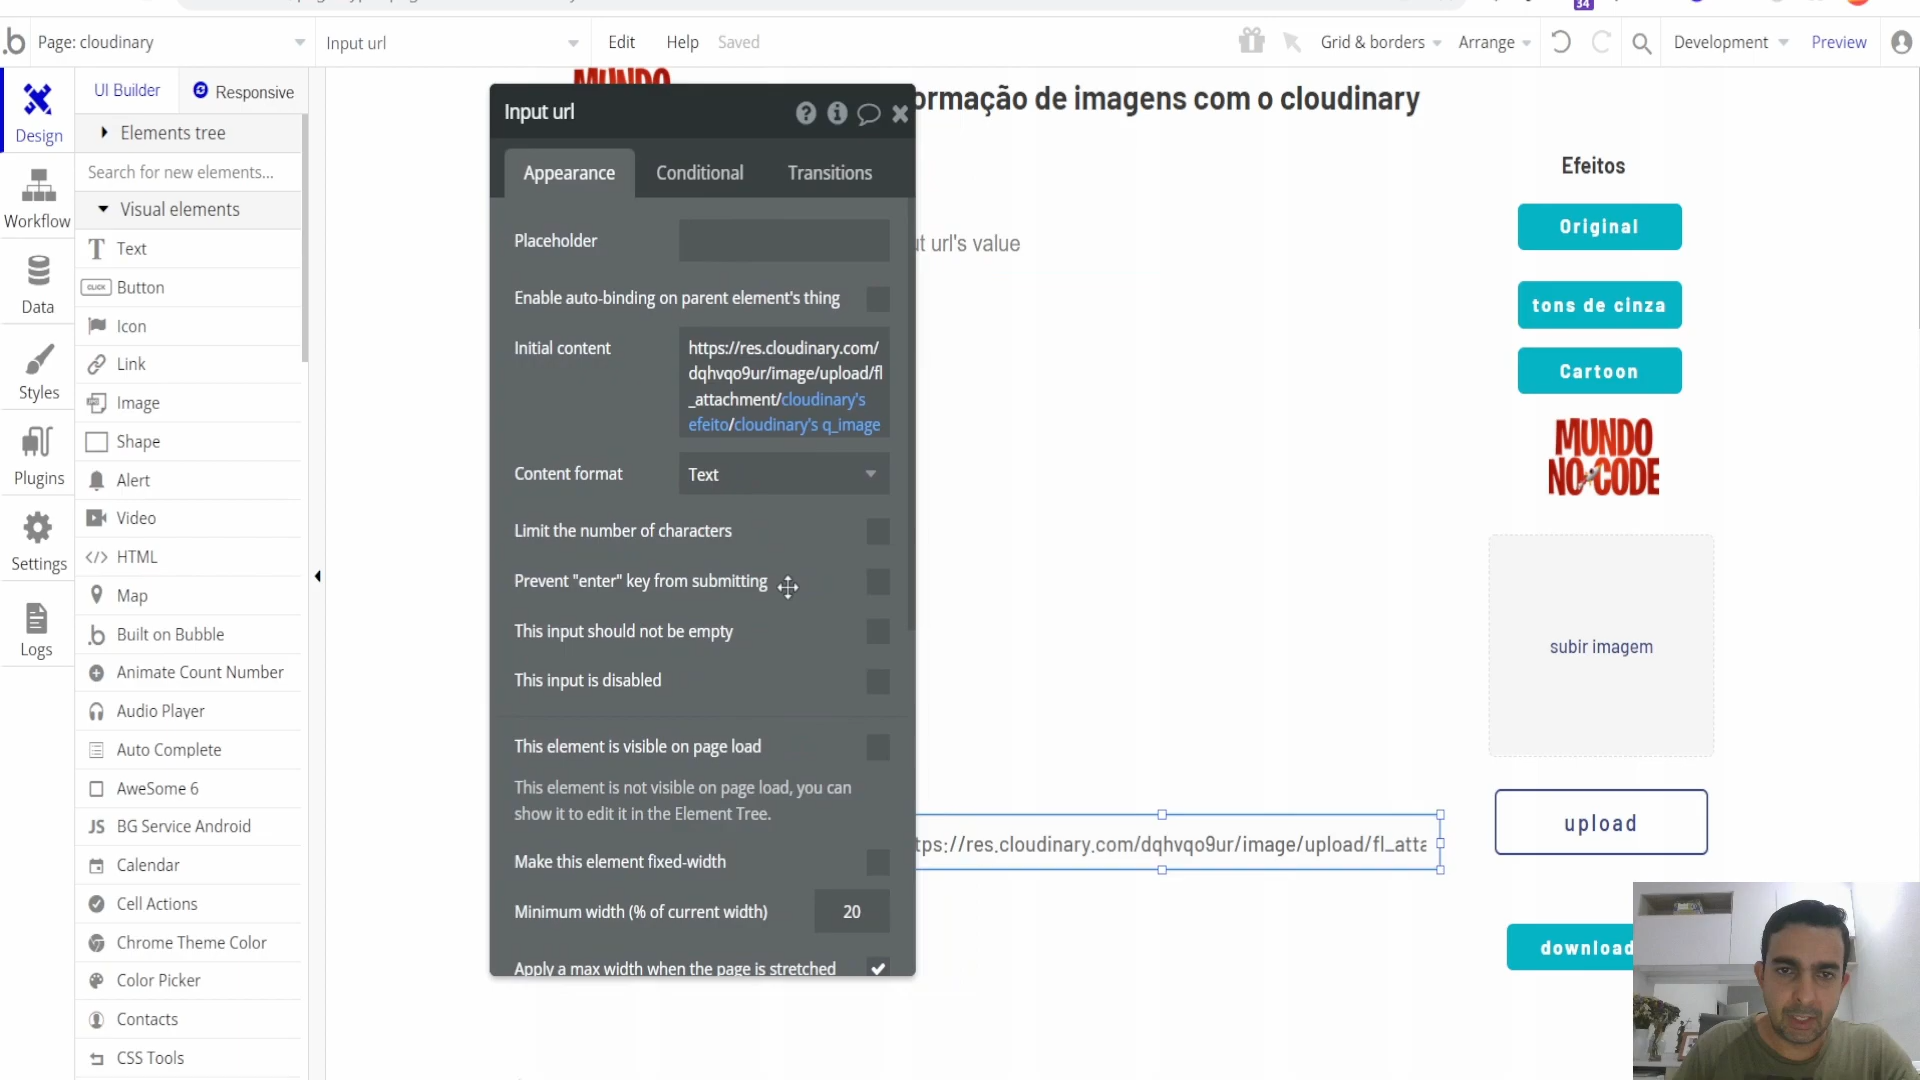 34
Page: cloudinary
Input url
Edit
Help
Saved
Grid & borders
Arrange
Development
Preview
Design
Workflow
Data
Styles
Plugins
Settings
Logs
UI Builder
Responsive
Elements tree
Search for new elements...
Visual elements
Text
CLICK
Button
Icon
Link
Image
Shape
Alert
Video
HTML
Map
Built on Bubble
Animate Count Number
Audio Player
Auto Complete
AweSome 6
JS BG Service Android
Calendar
Cell Actions
Chrome Theme Color
Color Picker
Contacts
CSS Tools
MUNDO
ormação de imagens com o cloudinary
Input url
Appearance
Conditional
Transitions
Placeholder
Enable auto-binding on parent element's thing
Initial content
https://res.cloudinary.com/
dqhvqo9ur/image/upload/fl
_attachment/cloudinary's
efeito/cloudinary's q_image
Content format
Text
Limit the number of characters
Prevent "enter" key from submitting
This input should not be empty
This input is disabled
This element is visible on page load
This element is not visible on page load, you can
show it to edit it in the Element Tree.
Make this element fixed-width
Minimum width (% of current width)
20
Apply a max width when the page is stretched
ut url's value
tps://res.cloudinary.com/dqhvqo9ur/image/upload/fl_atta
Efeitos
Original
tons de cinza
Cartoon
MUNDO
NO CODE
subir imagem
upload
download